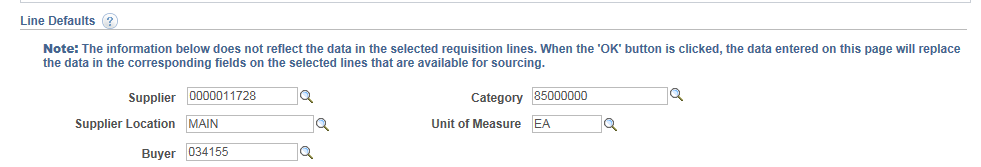 Line Defaults ?
Note: The information below does not reflect the data in the selected requisition lines. When the 'OK' button is clicked, the data entered on this page will replace
the data in the corresponding fields on the selected lines that are available for sourcing.
Supplier 0000011728 Category 85000000
Supplier Location MAIN Unit of Measure EA
Buyer 034155